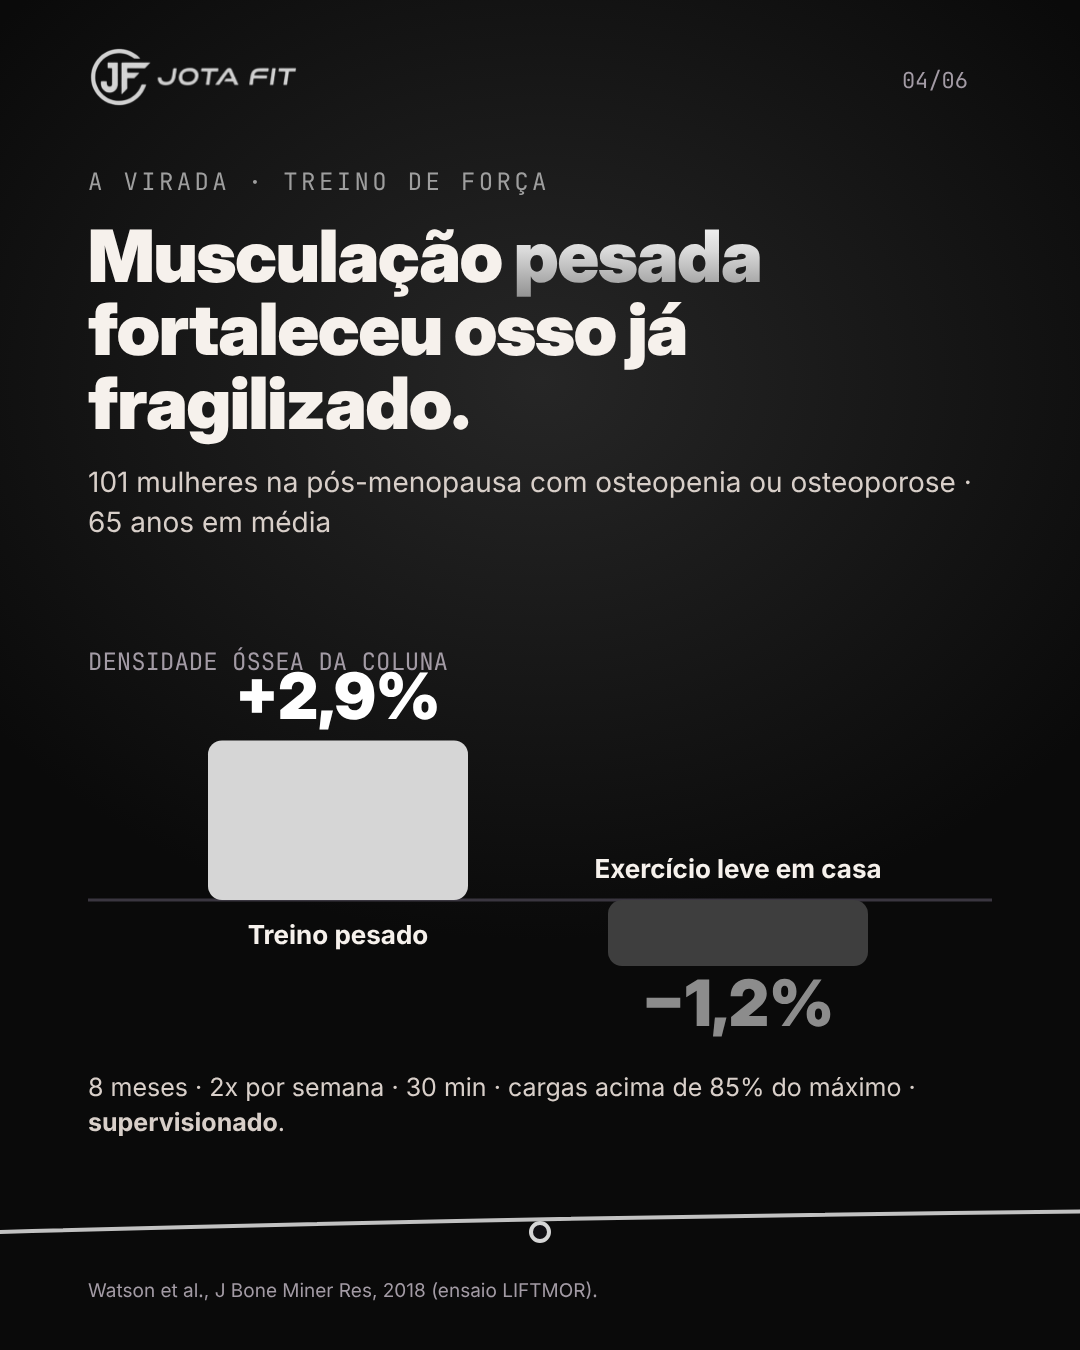 JF JOTA FIT
04/06
A VIRADA · TREINO DE FORÇA
Musculação pesada
fortaleceu osso já
fragilizado.
101 mulheres na pós-menopausa com osteopenia ou osteoporose ·
65 anos em média
DENSIDADE ÓSSEA DA COLUNA
+2,9%
Exercício leve em casa
Treino pesado
−1,2%
8 meses · 2x por semana · 30 min · cargas acima de 85% do máximo ·
supervisionado.
Watson et al., J Bone Miner Res, 2018 (ensaio LIFTMOR).